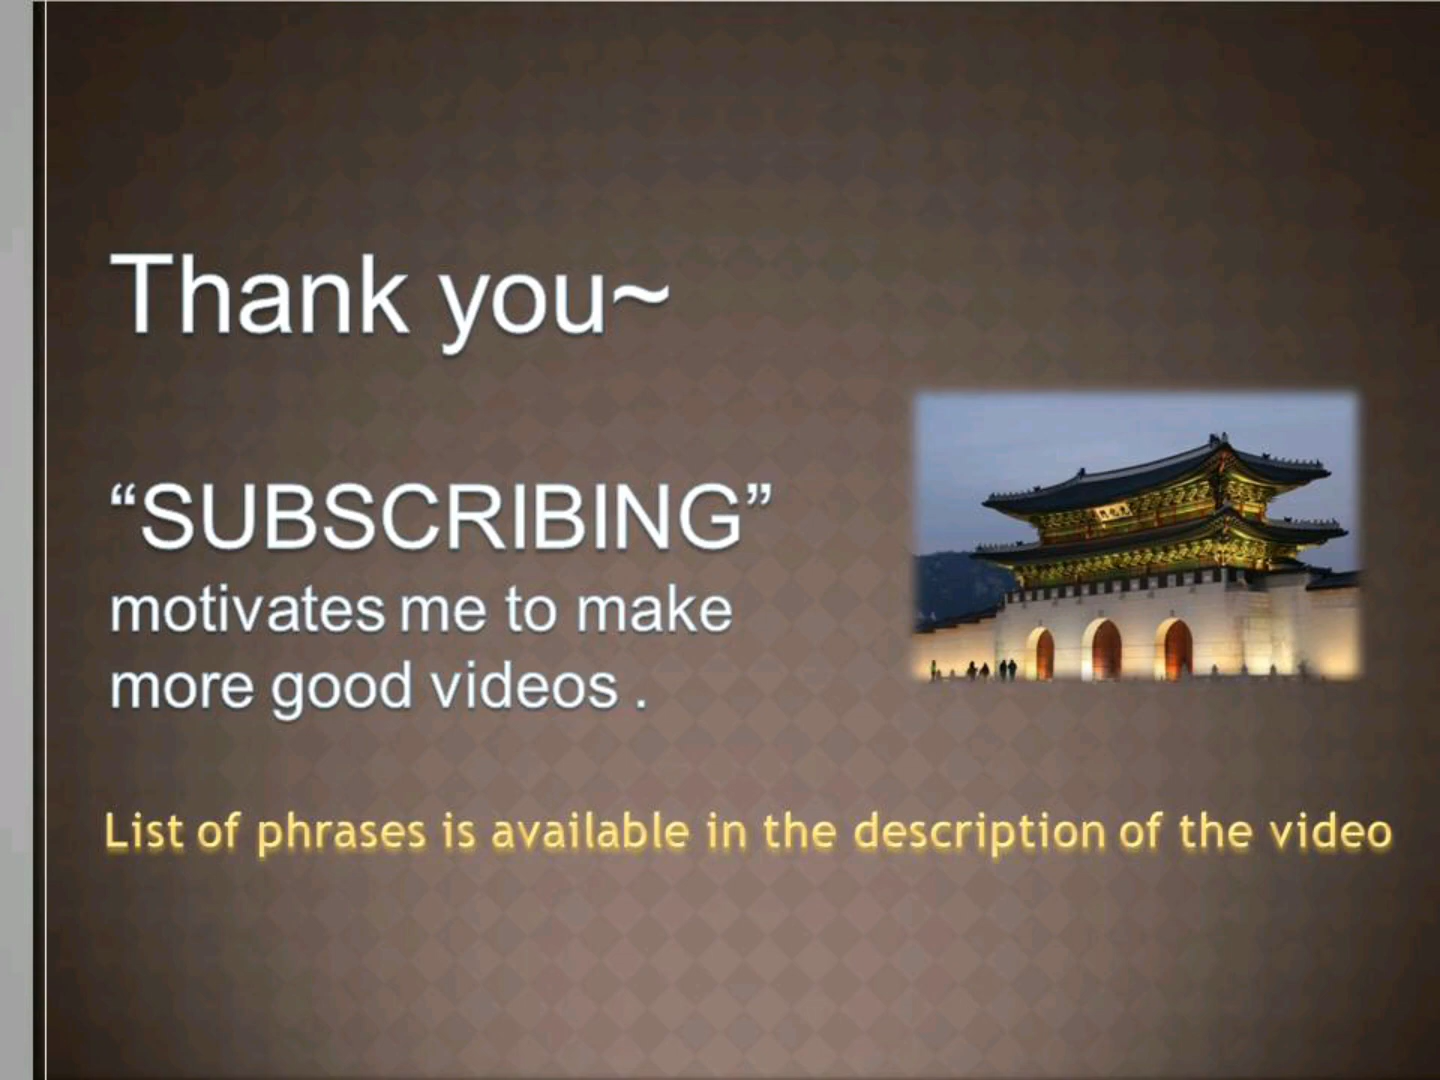 Thank you~
“SUBSCRIBING”
motivates me to make
more good videos .
List of phrases is available in the description of the video